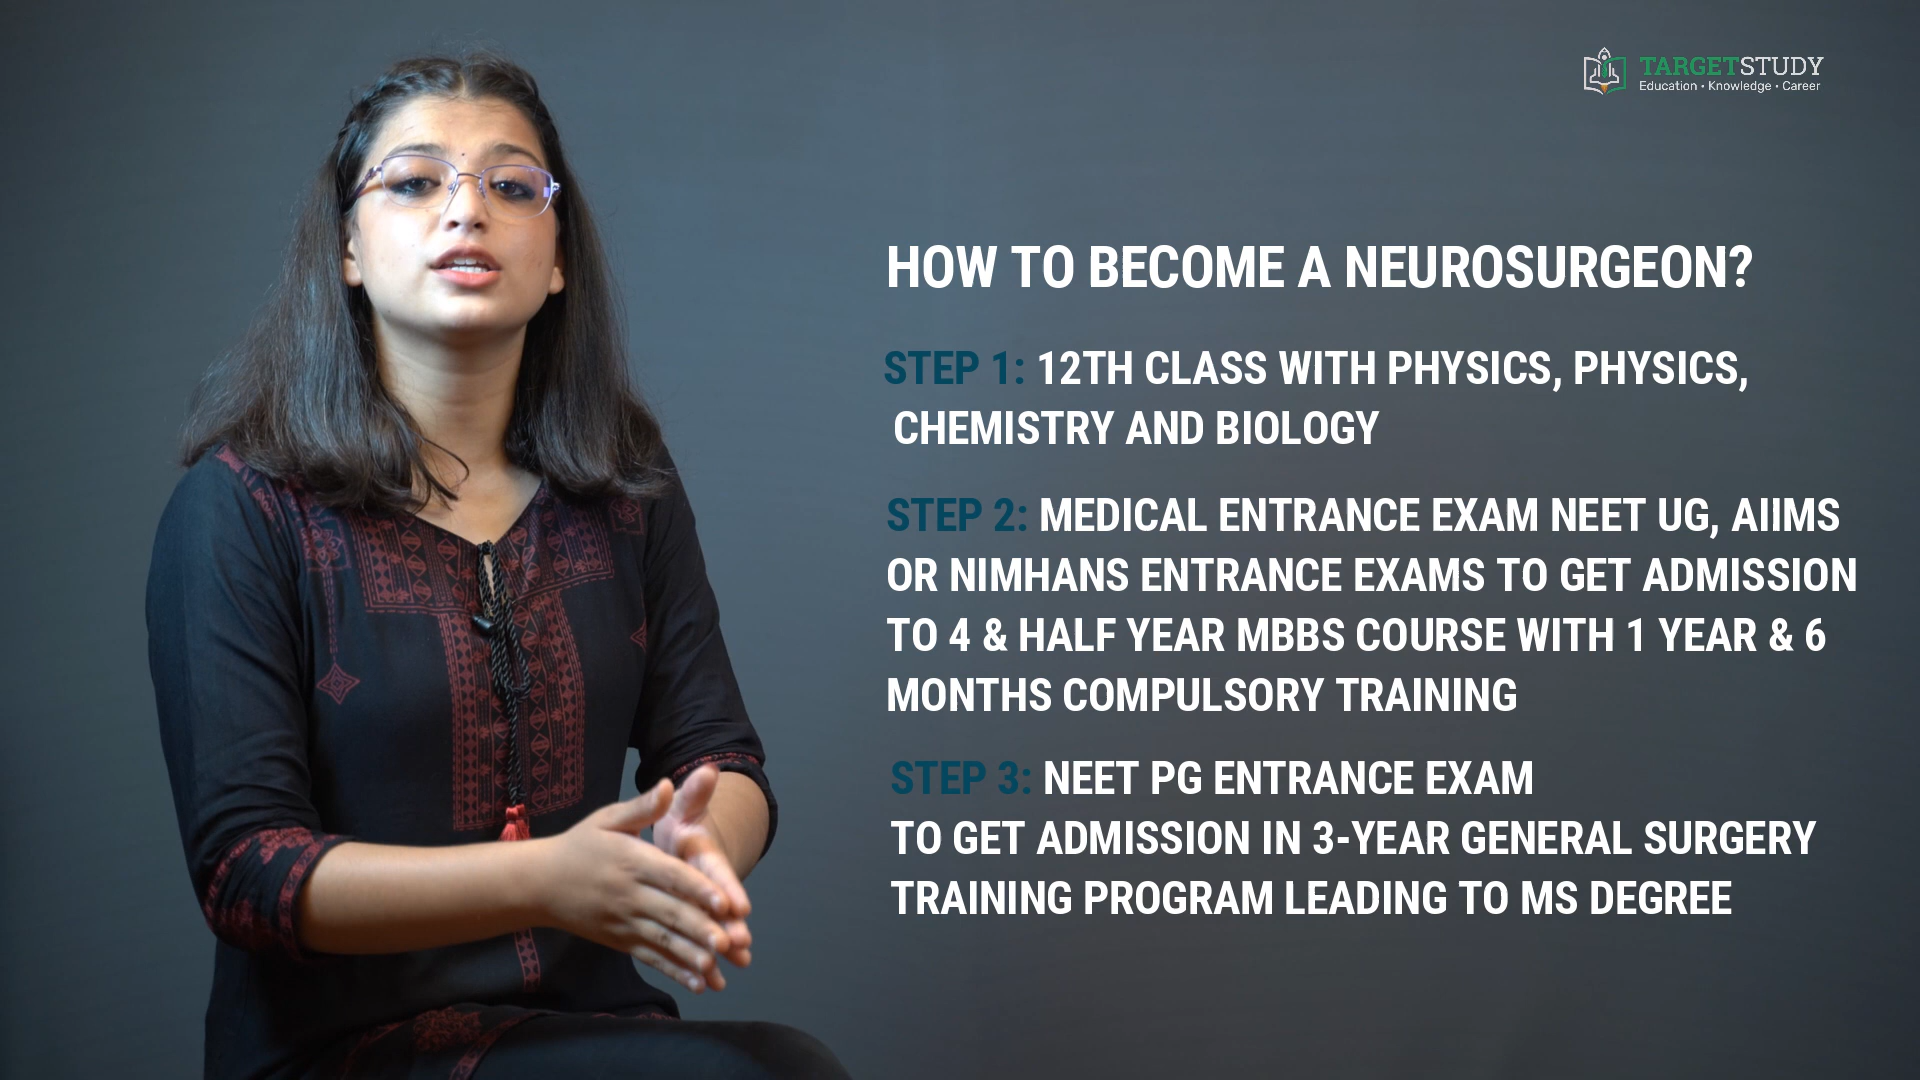 TARGETSTUDY
Education • Knowledge • Career
HOW TO BECOME A NEUROSURGEON?
STEP 1: 12TH CLASS WITH PHYSICS, PHYSICS,
CHEMISTRY AND BIOLOGY
STEP 2: MEDICAL ENTRANCE EXAM NEET UG, AIIMS
OR NIMHANS ENTRANCE EXAMS TO GET ADMISSION
TO 4 & HALF YEAR MBBS COURSE WITH 1 YEAR & 6
MONTHS COMPULSORY TRAINING
STEP 3: NEET PG ENTRANCE EXAM
TO GET ADMISSION IN 3-YEAR GENERAL SURGERY
TRAINING PROGRAM LEADING TO MS DEGREE